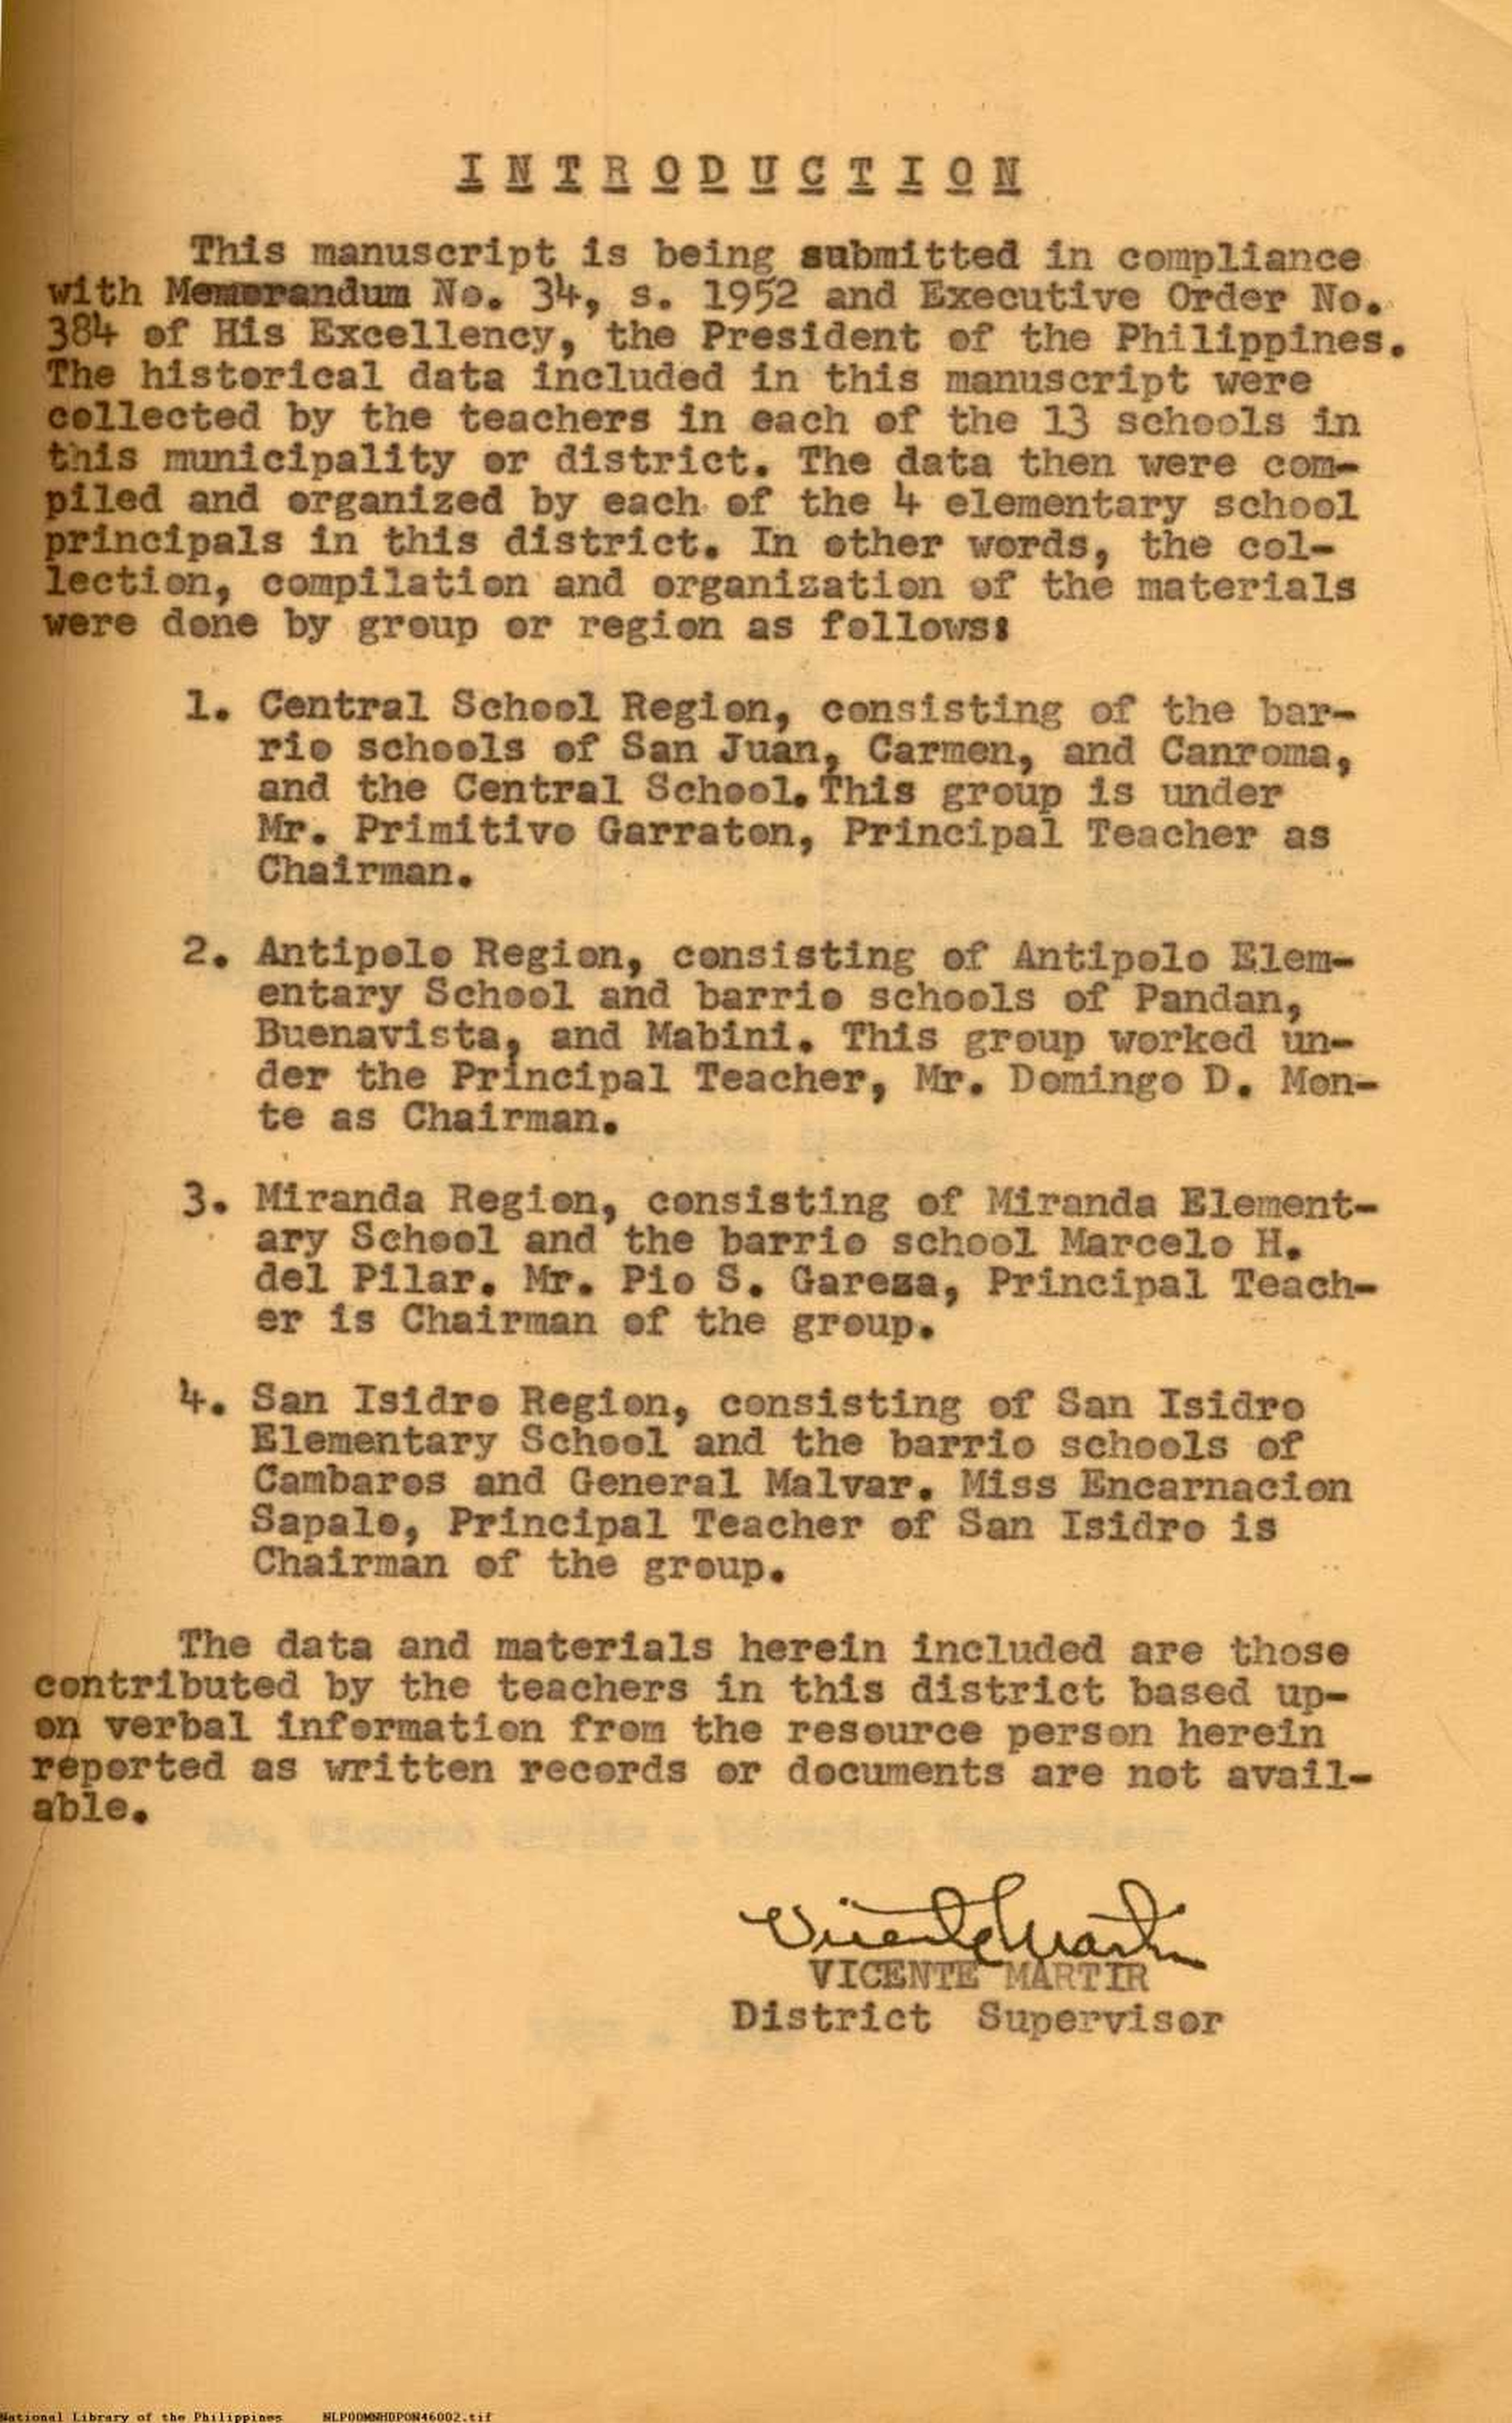 INTRODUCTION
This manuscript is being submitted in compliance
with Memorandum No. 34, s. 1952 and Executive Order No.
384 of His Excellency, the President of the Philippines.
The historical data included in this manuscript were
collected by the teachers in each of the 13 schools in
this municipality or district. The data then were com-
piled and organized by each of the 4 elementary school
principals in this district. In other words, the col-
lection, compilation and organization of the materials
were done by group or region as follows:
1. Central School Region, consisting of the bar-
rio schools of San Juan, Carmen, and Canroma,
and the Central School. This group is under
Mr. Primitivo Garraton, Principal Teacher as
Chairman.
2. Antipolo Region, consisting of Antipolo Elem-
entary School and barrio schools of Pandan,
Buenavista, and Mabini. This group worked un-
der the Principal Teacher, Mr. Domingo D. Mon-
te as Chairman.
3. Miranda Region, consisting of Miranda Element-
ary School and the barrio school Marcelo H.
del Pilar. Mr. Pio S. Gareza, Principal Teach-
er is Chairman of the group.
4. San Isidro Region, consisting of San Isidro
Elementary School and the barrio schools of
Cambaros and General Malvar. Miss Encarnacion
Sapalo, Principal Teacher of San Isidro is
Chairman of the group.
The data and materials herein included are those
contributed by the teachers in this district based up-
on verbal information from the resource person herein
reported as written records or documents are not avail-
able.
Vicente Martir
VICENTE MARTIR
District Supervisor
National Library of the Philippines NLPOOMNHDPON46002.tif